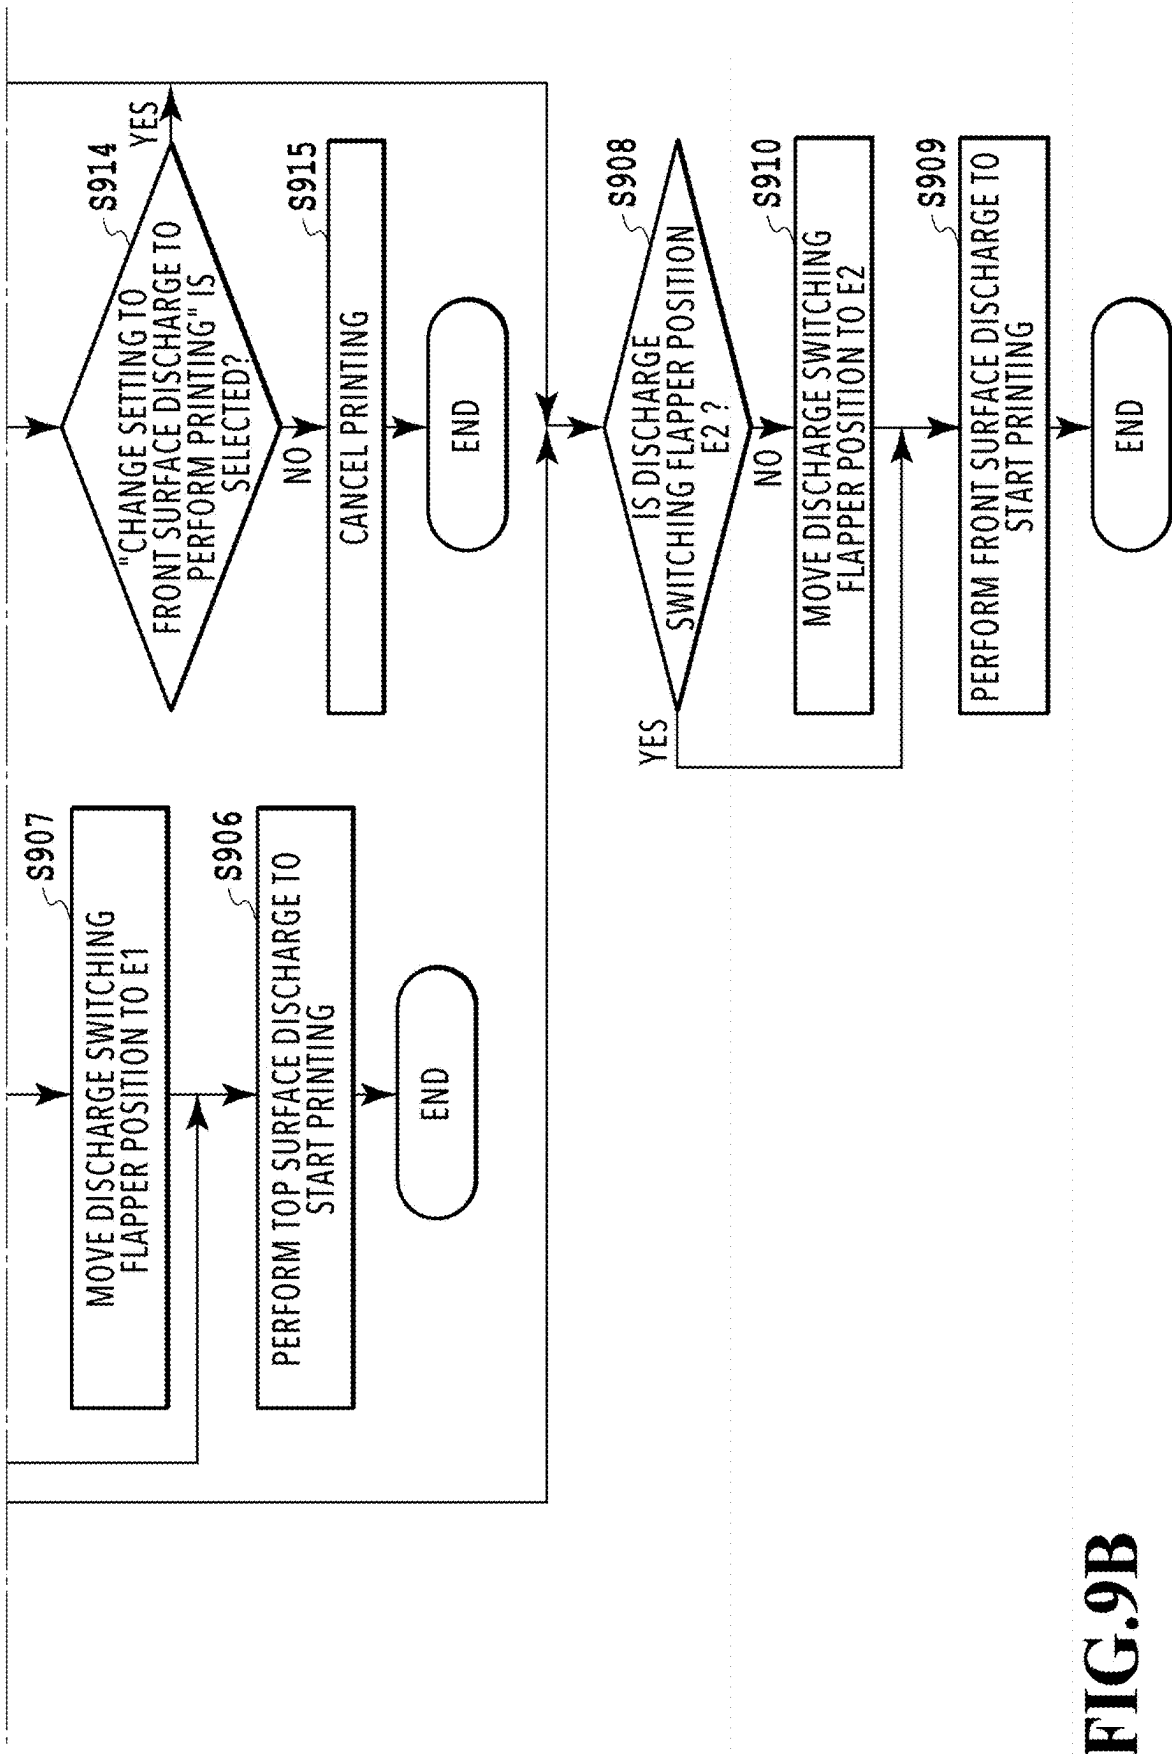 S907
MOVE DISCHARGE SWITCHING
FLAPPER POSITION TO E1
S906
PERFORM TOP SURFACE DISCHARGE TO
START PRINTING
END
S914
"CHANGE SETTING TO
FRONT SURFACE DISCHARGE TO
PERFORM PRINTING" IS
SELECTED?
YES
NO
S915
CANCEL PRINTING
END
S908
IS DISCHARGE
SWITCHING FLAPPER POSITION
E2 ?
YES
NO
S910
MOVE DISCHARGE SWITCHING
FLAPPER POSITION TO E2
S909
PERFORM FRONT SURFACE DISCHARGE TO
START PRINTING
END
FIG.9B